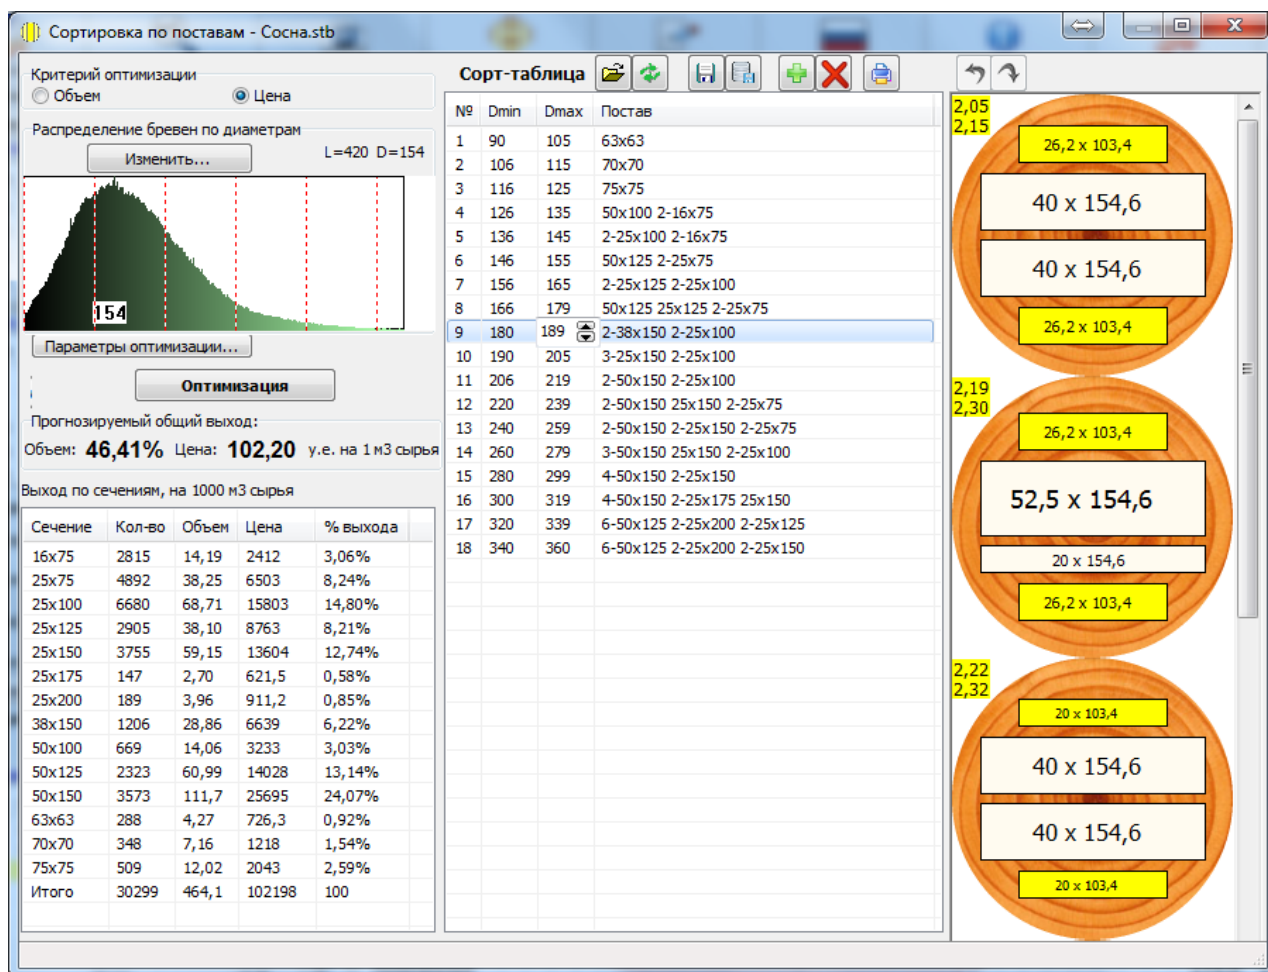 Сортировка по поставам - Сосна.stb
Критерий оптимизации
Объем Цена
Распределение бревен по диаметрам
Изменить... L=420 D=154
154
Параметры оптимизации...
Оптимизация
Прогнозируемый общий выход:
Объем: 46,41% Цена: 102,20 у.е. на 1 м3 сырья
Выход по сечениям, на 1000 м3 сырья
Сечение Кол-во Объем Цена % выхода
16x75 2815 14,19 2412 3,06%
25x75 4892 38,25 6503 8,24%
25x100 6680 68,71 15803 14,80%
25x125 2905 38,10 8763 8,21%
25x150 3755 59,15 13604 12,74%
25x175 147 2,70 621,5 0,58%
25x200 189 3,96 911,2 0,85%
38x150 1206 28,86 6639 6,22%
50x100 669 14,06 3233 3,03%
50x125 2323 60,99 14028 13,14%
50x150 3573 111,7 25695 24,07%
63x63 288 4,27 726,3 0,92%
70x70 348 7,16 1218 1,54%
75x75 509 12,02 2043 2,59%
Итого 30299 464,1 102198 100
Сорт-таблица
№ Dmin Dmax Постав
1 90 105 63x63
2 106 115 70x70
3 116 125 75x75
4 126 135 50x100 2-16x75
5 136 145 2-25x100 2-16x75
6 146 155 50x125 2-25x75
7 156 165 2-25x125 2-25x100
8 166 179 50x125 25x125 2-25x75
9 180 189 2-38x150 2-25x100
10 190 205 3-25x150 2-25x100
11 206 219 2-50x150 2-25x100
12 220 239 2-50x150 25x150 2-25x75
13 240 259 2-50x150 2-25x150 2-25x75
14 260 279 3-50x150 25x150 2-25x100
15 280 299 4-50x150 2-25x150
16 300 319 4-50x150 2-25x175 25x150
17 320 339 6-50x125 2-25x200 2-25x125
18 340 360 6-50x125 2-25x200 2-25x150
2,05
2,15
26,2 x 103,4
40 x 154,6
40 x 154,6
26,2 x 103,4
2,19
2,30
26,2 x 103,4
52,5 x 154,6
20 x 154,6
26,2 x 103,4
2,22
2,32
20 x 103,4
40 x 154,6
40 x 154,6
20 x 103,4